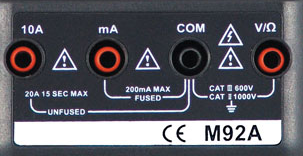 10A mA COM V/Ω
20A 15 SEC MAX 200mA MAX CAT III 600V
FUSED CAT II 1000V
UNFUSED
CE M92A